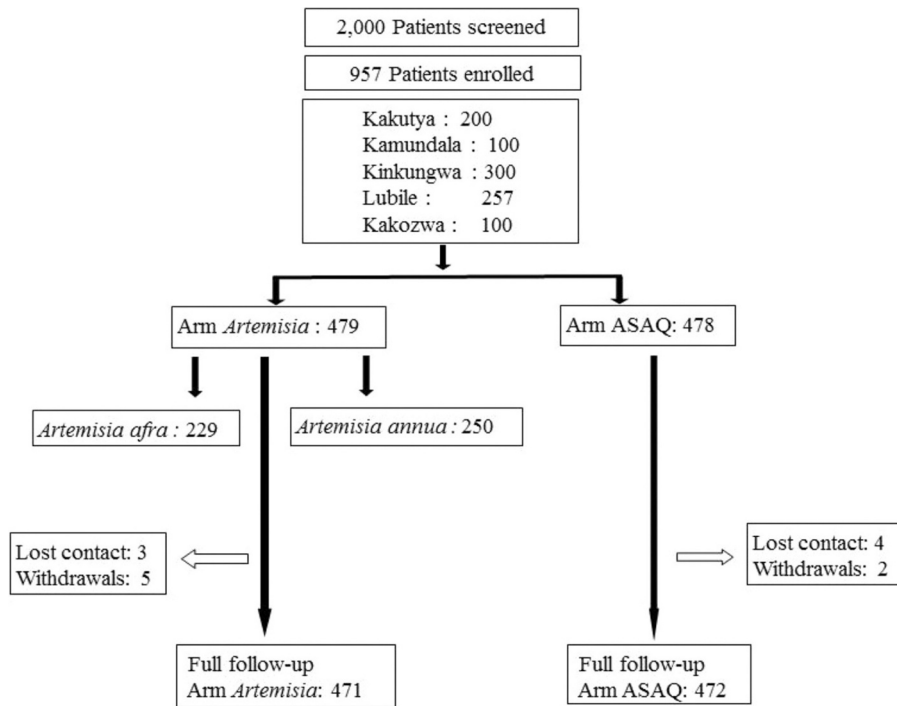 2,000 Patients screened
957 Patients enrolled
Kakutya : 200
Kamundala : 100
Kinkungwa : 300
Lubile : 257
Kakozwa : 100
Arm Artemisia : 479
Arm ASAQ: 478
Artemisia afra : 229
Artemisia annua : 250
Lost contact: 3
Withdrawals: 5
Lost contact: 4
Withdrawals: 2
Full follow-up
Arm Artemisia: 471
Full follow-up
Arm ASAQ: 472